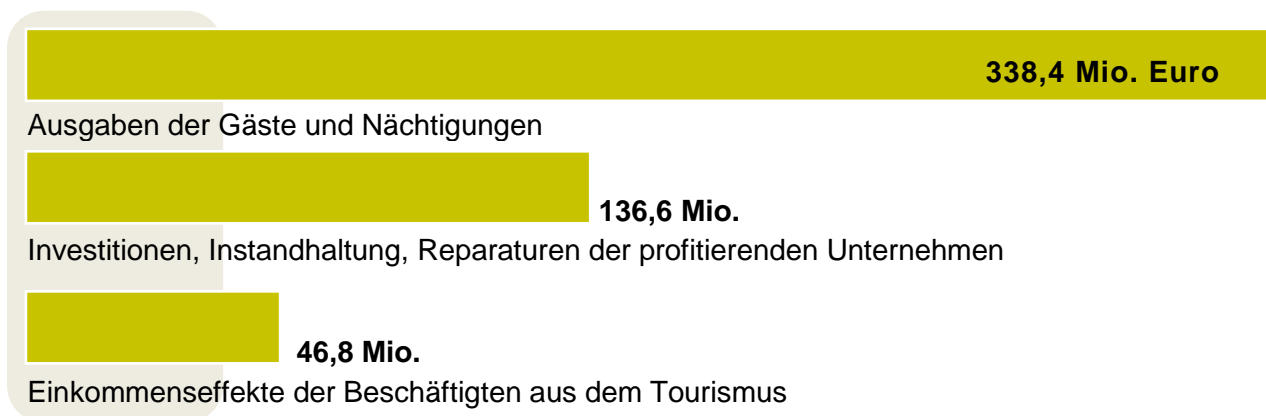 338,4 Mio. Euro
Ausgaben der Gäste und Nächtigungen
136,6 Mio.
Investitionen, Instandhaltung, Reparaturen der profitierenden Unternehmen
46,8 Mio.
Einkommenseffekte der Beschäftigten aus dem Tourismus